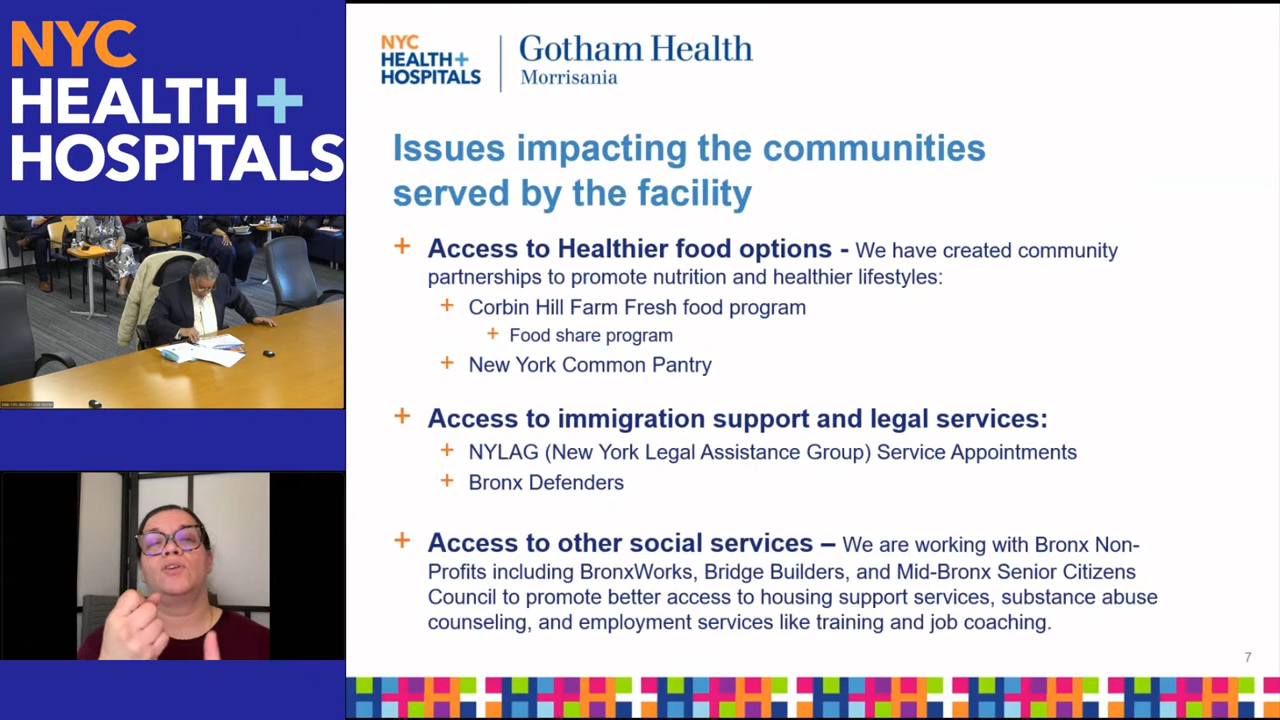 NYC
HEALTH+
HOSPITALS
NYC
HEALTH+
HOSPITALS
Gotham Health
Morrisania
Issues impacting the communities
served by the facility
+ Access to Healthier food options - We have created community
partnerships to promote nutrition and healthier lifestyles:
+ Corbin Hill Farm Fresh food program
+ Food share program
+ New York Common Pantry
+ Access to immigration support and legal services:
+ NYLAG (New York Legal Assistance Group) Service Appointments
+ Bronx Defenders
+ Access to other social services – We are working with Bronx Non-
Profits including BronxWorks, Bridge Builders, and Mid-Bronx Senior Citizens
Council to promote better access to housing support services, substance abuse
counseling, and employment services like training and job coaching.
7